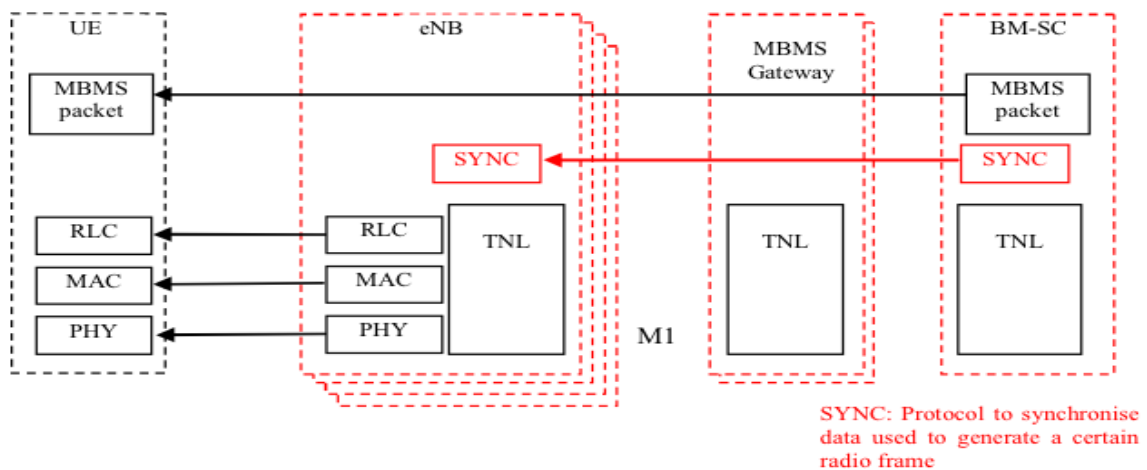 UE
eNB
MBMS
Gateway
BM-SC
MBMS
packet
MBMS
packet
SYNC
SYNC
RLC
RLC
TNL
TNL
TNL
MAC
MAC
PHY
PHY
M1
SYNC: Protocol to synchronise
data used to generate a certain
radio frame